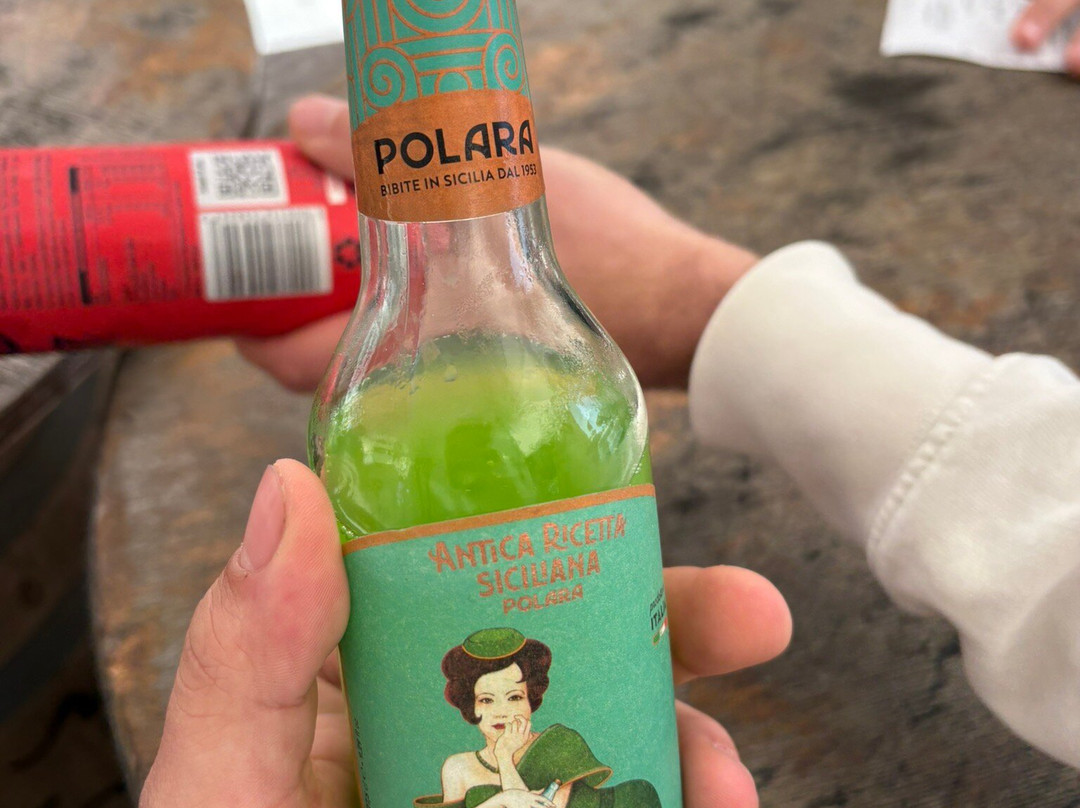 POLARA
BIBITE IN SICILIA DAL 1953
ANTICA RICETTA
SICILIANA
POLARA